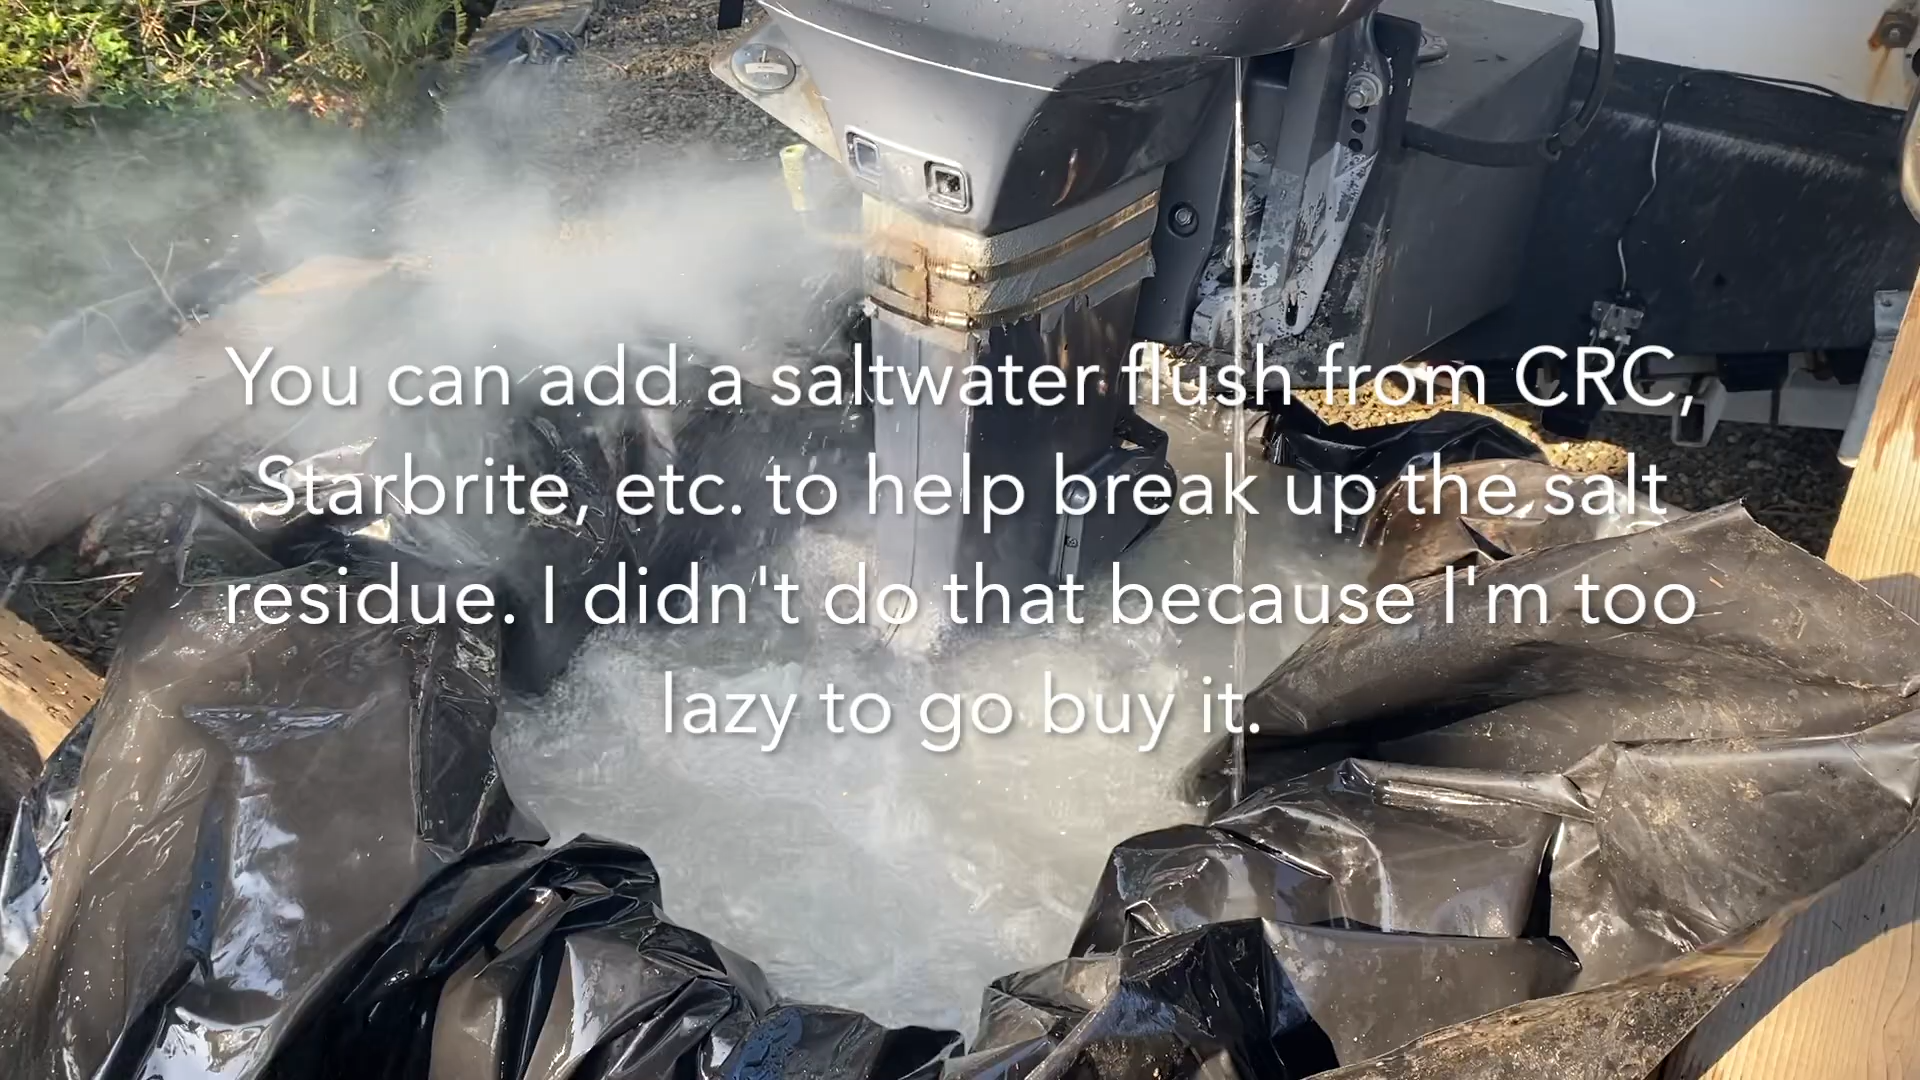 You can add a saltwater flush from CRC,
Starbrite, etc. to help break up the salt
residue. I didn't do that because I'm too
lazy to go buy it.